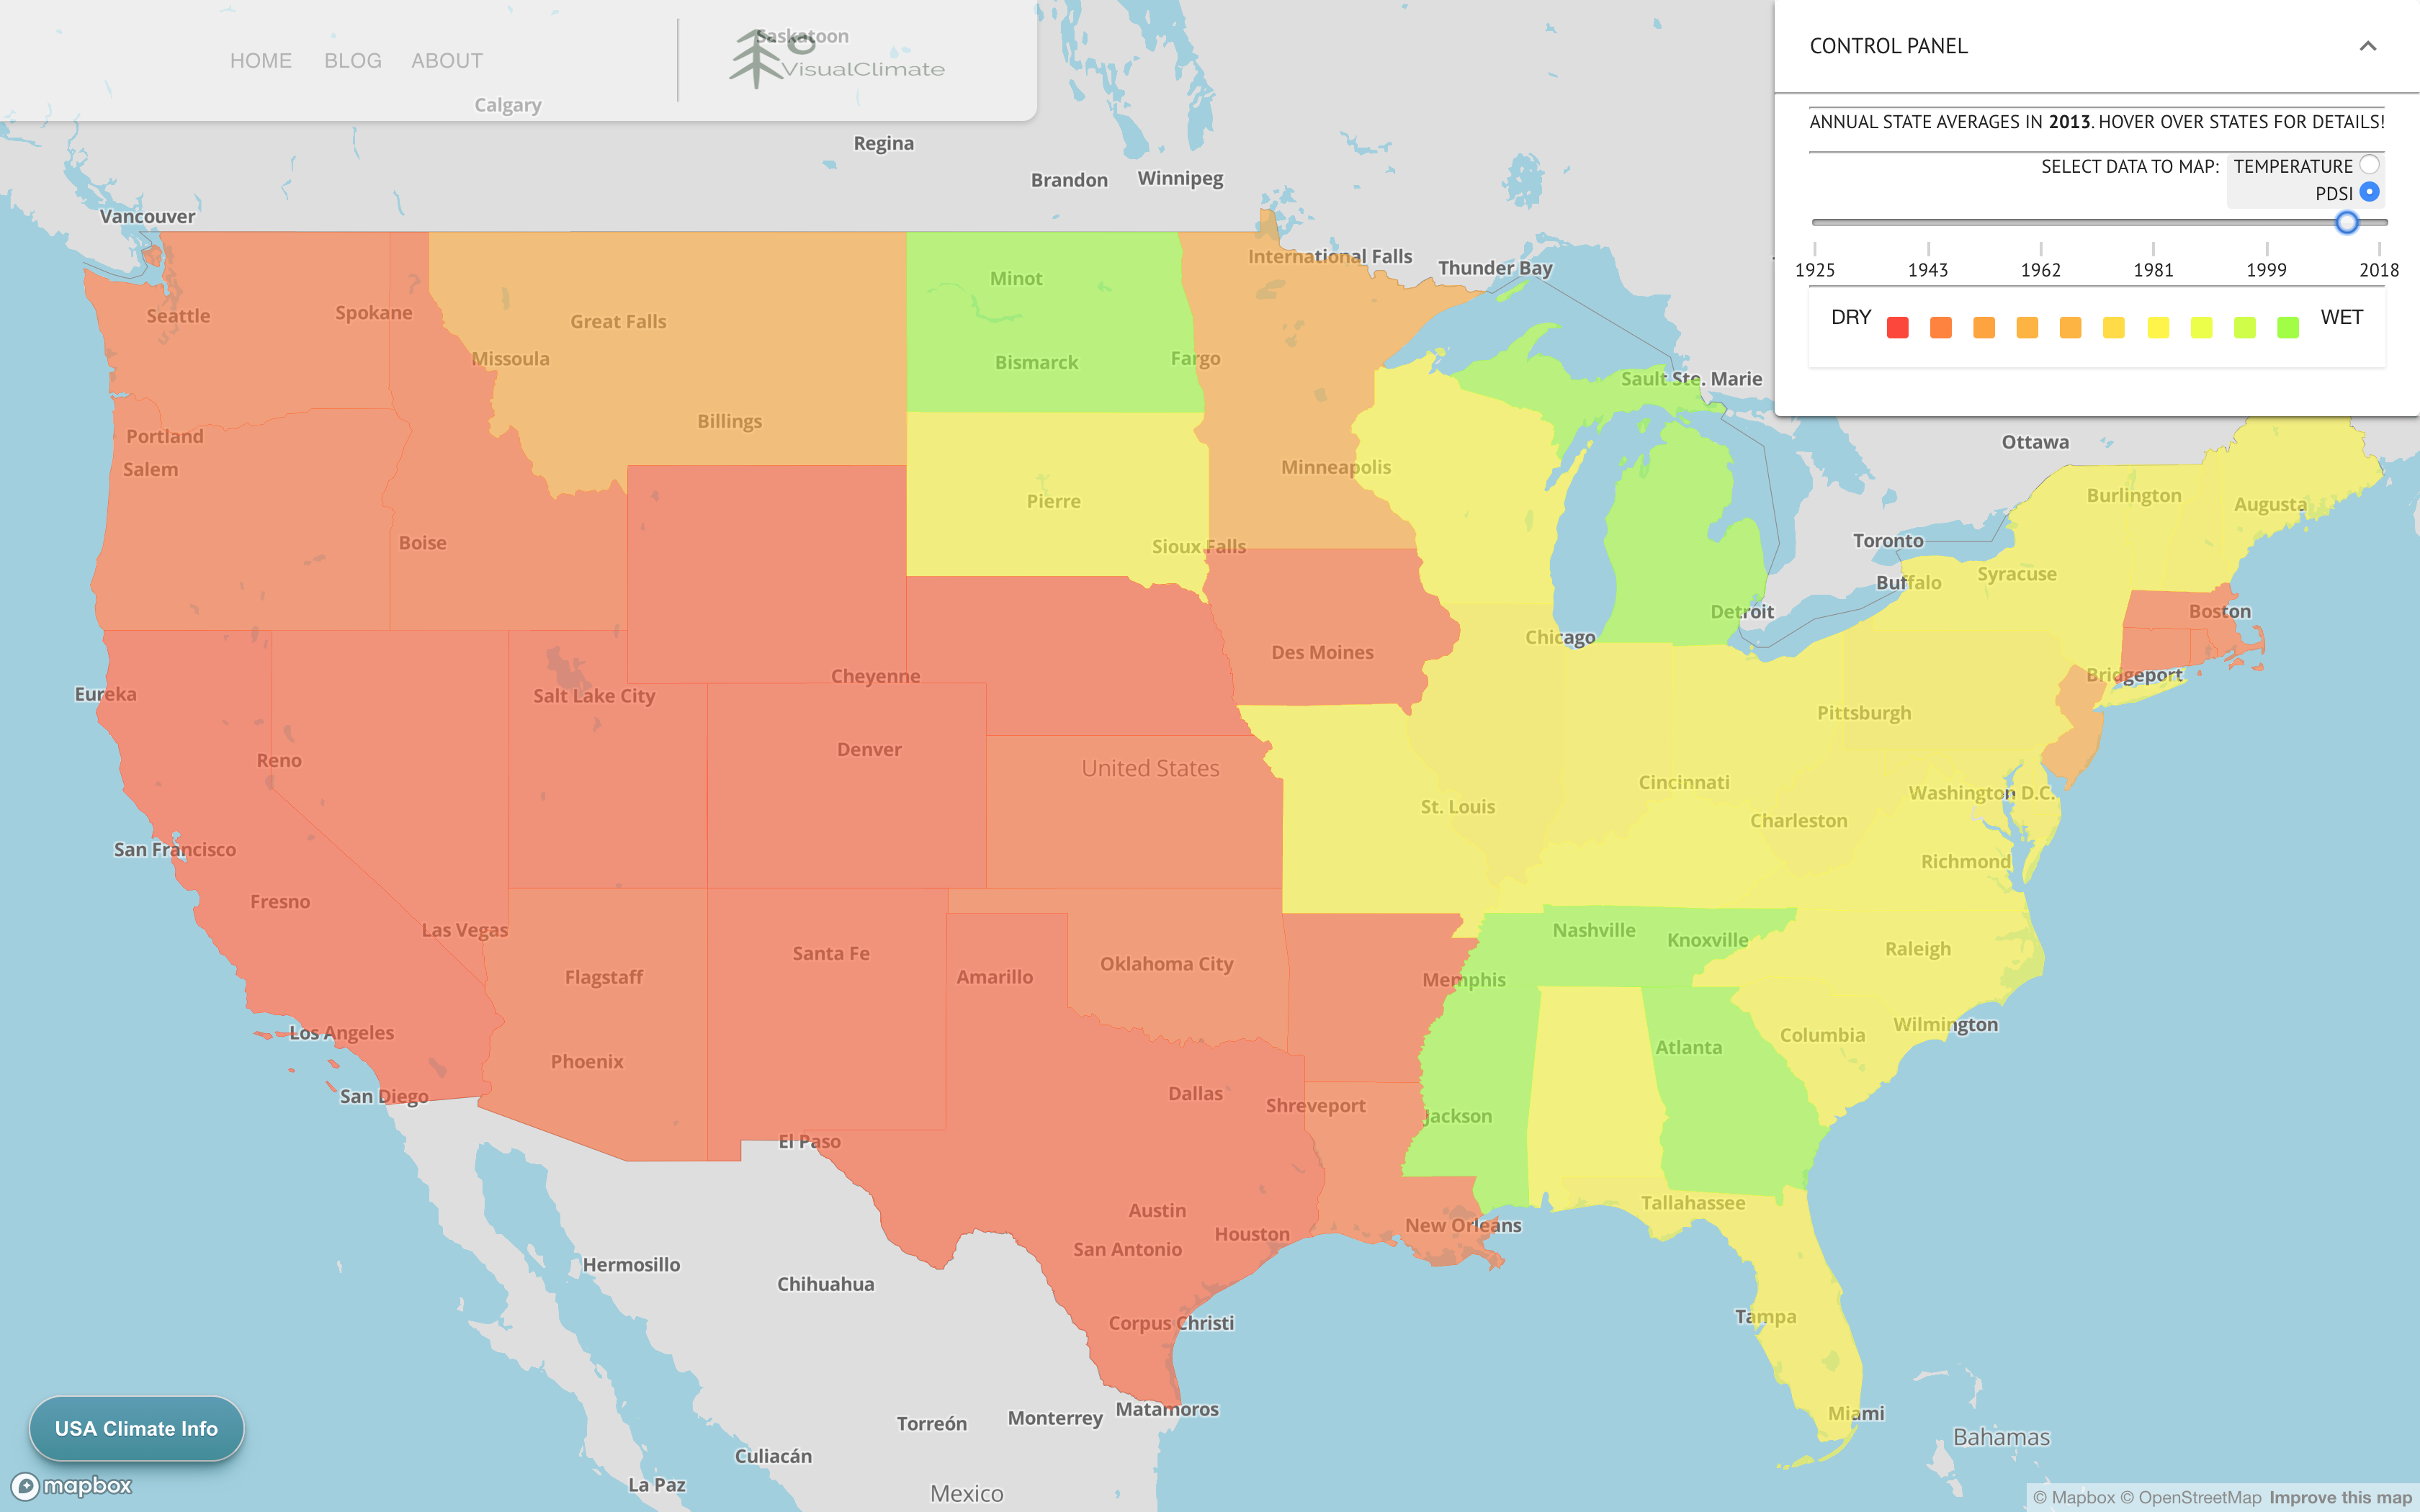 HOME BLOG ABOUT
Saskatoon
VisualClimate
Calgary
CONTROL PANEL
ANNUAL STATE AVERAGES IN 2013. HOVER OVER STATES FOR DETAILS!
SELECT DATA TO MAP: TEMPERATURE
PDSI
1925 1943 1962 1981 1999 2018
DRY WET
Regina
Brandon
Winnipeg
Vancouver
International Falls
Thunder Bay
Minot
Seattle
Spokane
Great Falls
Missoula
Bismarck
Fargo
Sault Ste. Marie
Billings
Portland
Ottawa
Salem
Minneapolis
Pierre
Burlington
Augusta
Boise
Sioux Falls
Toronto
Buffalo
Syracuse
Detroit
Boston
Chicago
Des Moines
Cheyenne
Bridgeport
Eureka
Salt Lake City
Pittsburgh
Denver
Reno
United States
Cincinnati
Washington D.C.
St. Louis
Charleston
San Francisco
Richmond
Fresno
Las Vegas
Nashville
Knoxville
Raleigh
Santa Fe
Flagstaff
Amarillo
Oklahoma City
Memphis
Los Angeles
Wilmington
Columbia
Atlanta
Phoenix
San Diego
Dallas
Shreveport
Jackson
El Paso
Austin
Tallahassee
Houston
New Orleans
San Antonio
Hermosillo
Chihuahua
Corpus Christi
Tampa
Matamoros
Miami
Monterrey
Torreón
USA Climate Info
Bahamas
Culiacán
La Paz
mapbox
Mexico
© Mapbox © OpenStreetMap Improve this map